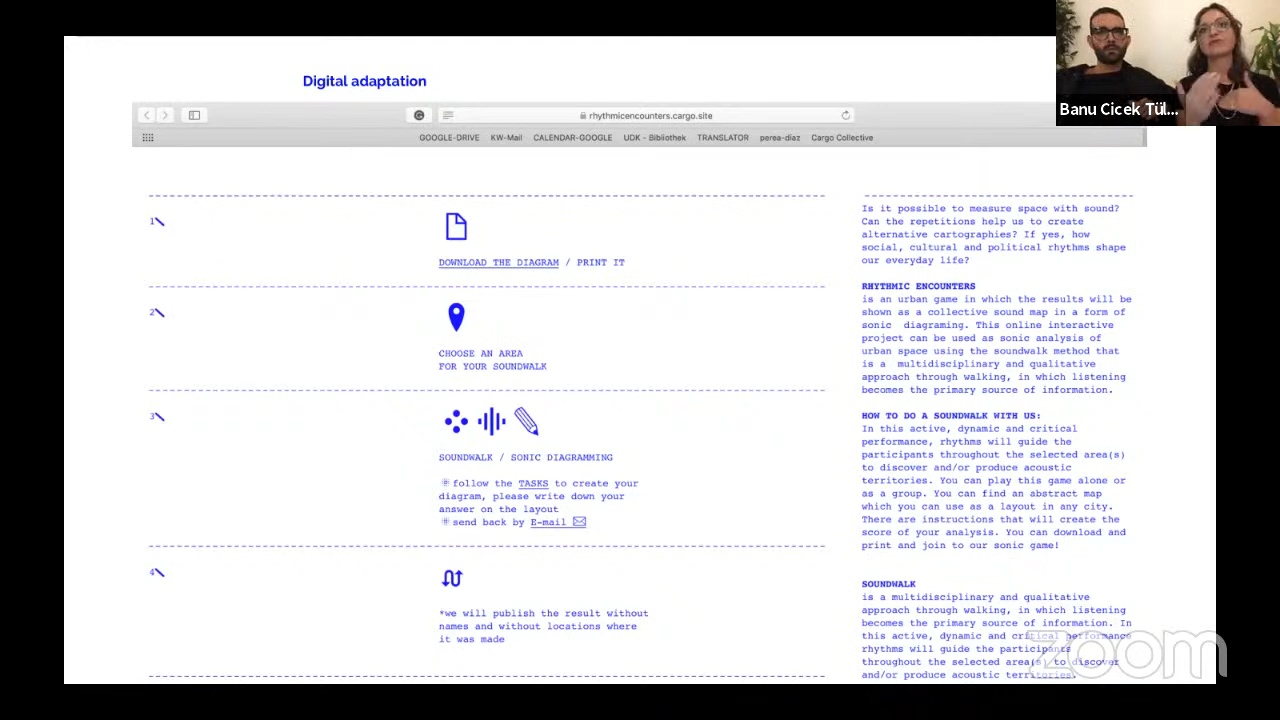 Digital adaptation
Banu Cicek Tül...
rhythmicencounters.cargo.site
GOOGLE-DRIVE KW-Mail CALENDAR-GOOGLE UDK - Bibliothek TRANSLATOR perea-diaz Cargo Collective
1
DOWNLOAD THE DIAGRAM / PRINT IT
2
CHOOSE AN AREA
FOR YOUR SOUNDWALK
3
SOUNDWALK / SONIC DIAGRAMMING
follow the TASKS to create your
diagram, please write down your
answer on the layout
send back by E-mail
4
*we will publish the result without
names and without locations where
it was made
Is it possible to measure space with sound?
Can the repetitions help us to create
alternative cartographies? If yes, how
social, cultural and political rhythms shape
our everyday life?
RHYTHMIC ENCOUNTERS
is an urban game in which the results will be
shown as a collective sound map in a form of
sonic diagraming. This online interactive
project can be used as sonic analysis of
urban space using the soundwalk method that
is a multidisciplinary and qualitative
approach through walking, in which listening
becomes the primary source of information.
HOW TO DO A SOUNDWALK WITH US:
In this active, dynamic and critical
performance, rhythms will guide the
participants throughout the selected area(s)
to discover and/or produce acoustic
territories. You can play this game alone or
as a group. You can find an abstract map
which you can use as a layout in any city.
There are instructions that will create the
score of your analysis. You can download and
print and join to our sonic game!
SOUNDWALK
is a multidisciplinary and qualitative
approach through walking, in which listening
becomes the primary source of information. In
this active, dynamic and critical performance
rhythms will guide the participants
throughout the selected area(s) to discover
and/or produce acoustic territories.
zoom